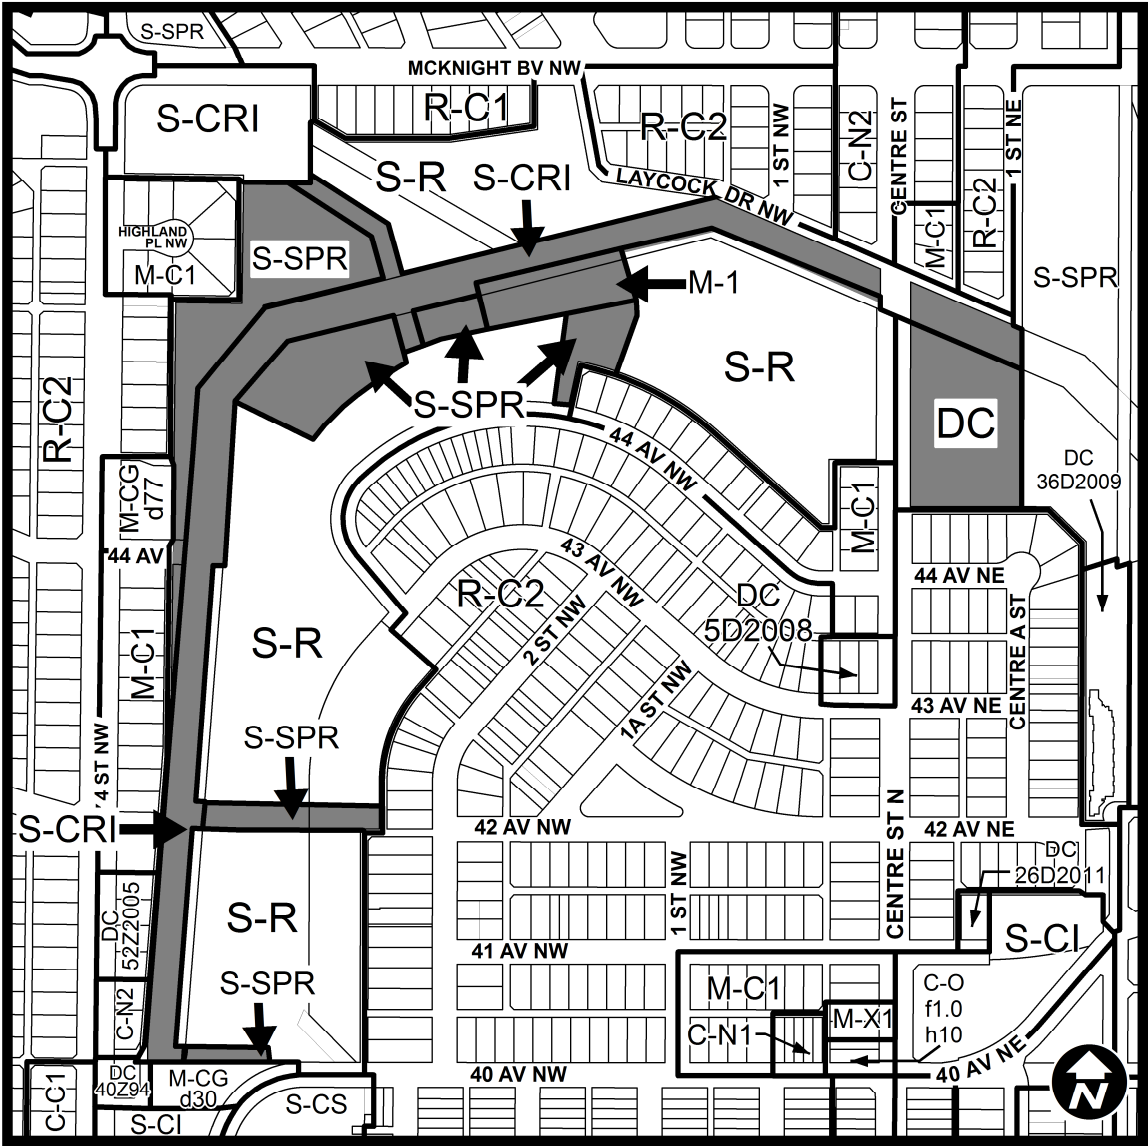 S-SPR
MCKNIGHT BV NW
S-CRI
R-C1
R-C2
1 ST NW
C-N2
CENTRE ST
1 ST NE
S-R
S-CRI
LAYCOCK DR NW
M-C1
R-C2
HIGHLAND
PL NW
M-C1
S-SPR
M-1
S-SPR
S-R
R-C2
S-SPR
DC
44 AV NW
DC
36D2009
M-CG
d77
M-C1
44 AV
43 AV NW
R-C2
2 ST NW
DC
5D2008
44 AV NE
CENTRE A ST
M-C1
S-R
1A ST NW
43 AV NE
S-SPR
4 ST NW
S-CRI
42 AV NW
CENTRE ST N
42 AV NE
DC
26D2011
DC
52Z2005
S-R
1 ST NW
S-CI
41 AV NW
S-SPR
C-N2
M-C1
C-O
f1.0
h10
C-N1
M-X1
DC
40Z94
M-CG
d30
40 AV NW
40 AV NE
C-C1
S-CI
S-CS
N